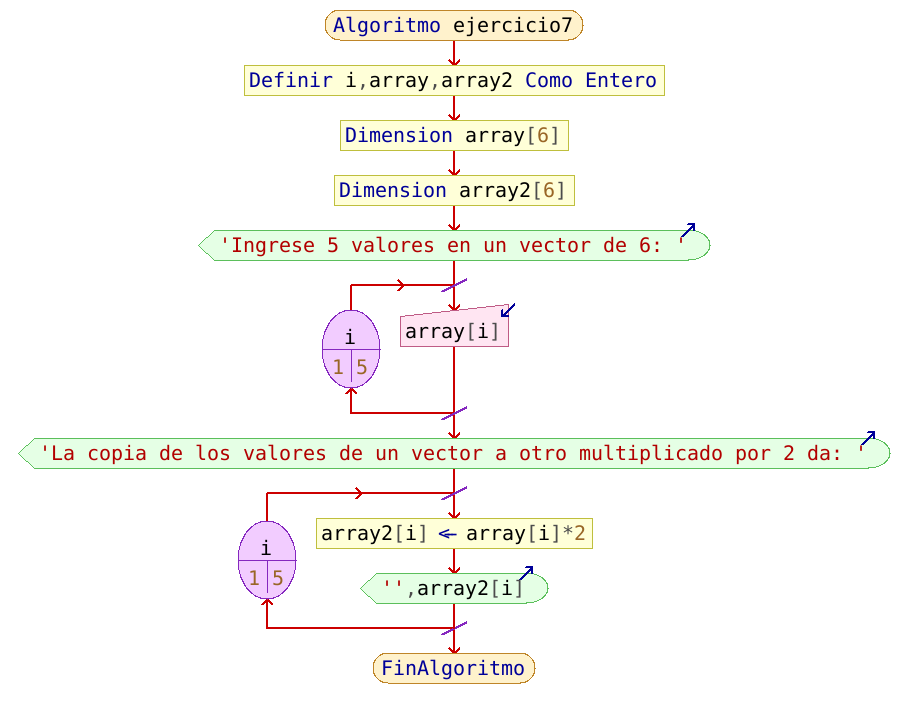 Algoritmo ejercicio7
Definir i,array,array2 Como Entero
Dimension array[6]
Dimension array2[6]
'Ingrese 5 valores en un vector de 6: '
i
1 5
array[i]
'La copia de los valores de un vector a otro multiplicado por 2 da: '
i
1 5
array2[i] <- array[i]*2
'',array2[i]
FinAlgoritmo